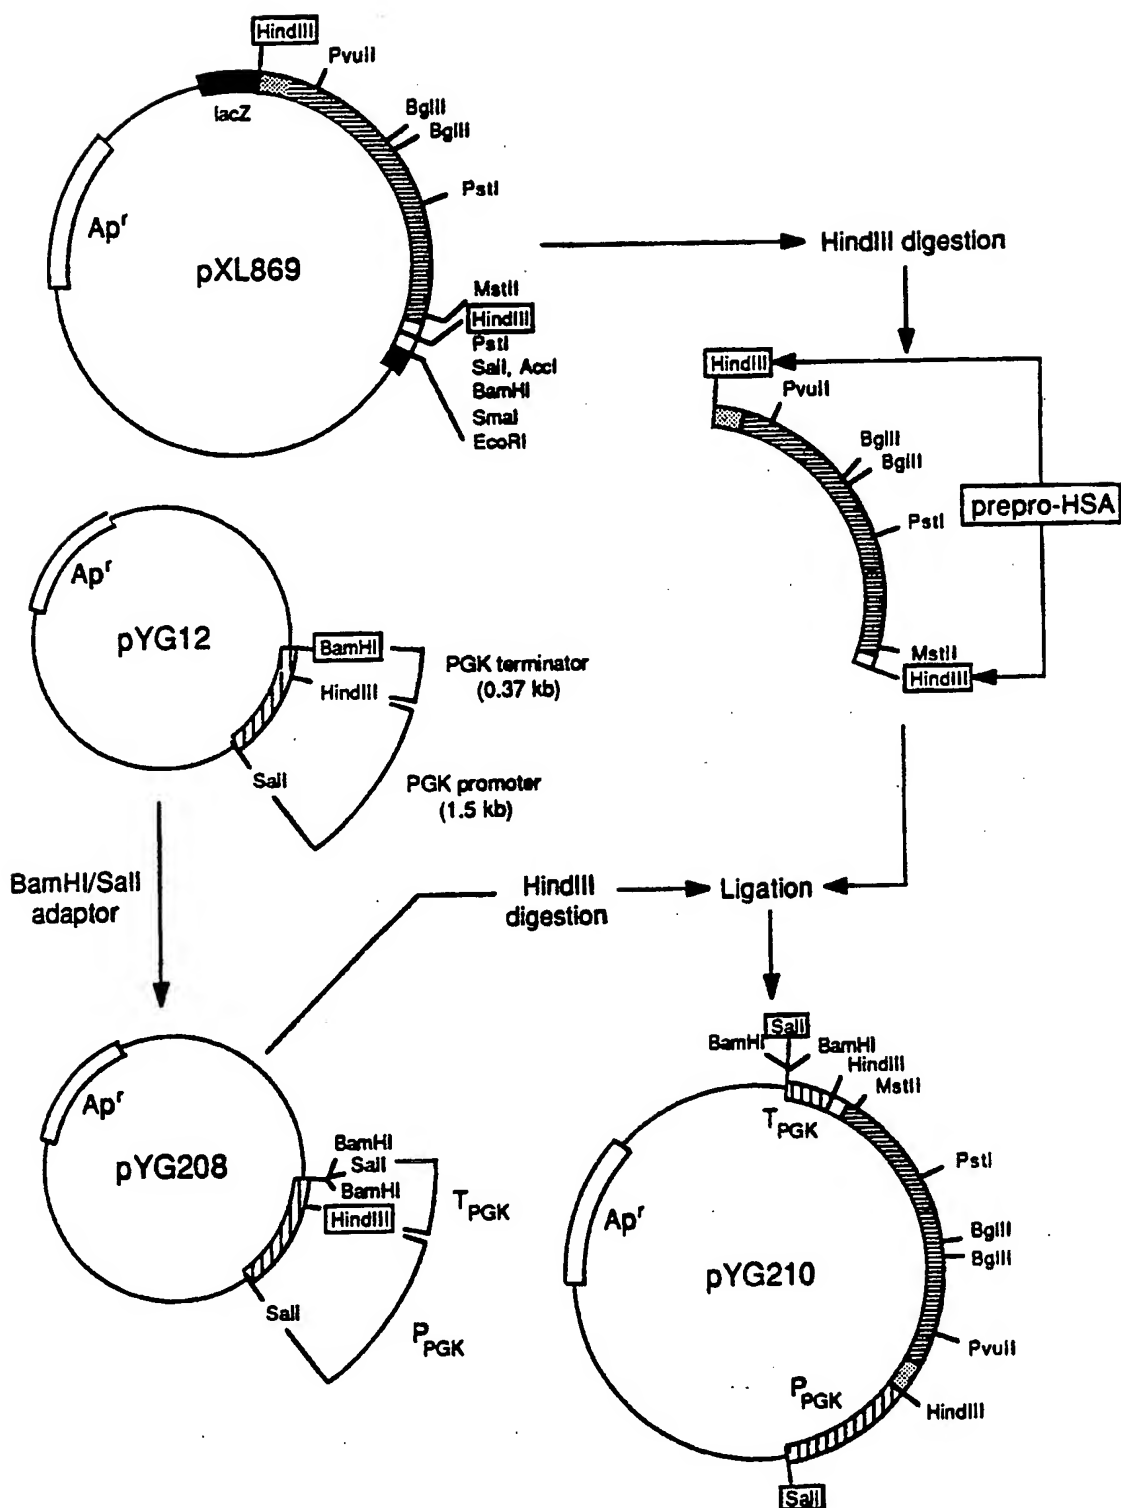 HindIII
PvuII
lacZ
BglII
BglII
PstI
Ap^r
pXL869
HindIII digestion
MstII
HindIII
PstI
SalI, AccI
BamHI
SmaI
EcoRI
HindIII
PvuII
BglII
BglII
prepro-HSA
PstI
MstII
HindIII
Ap^r
pYG12
BamHI
PGK terminator
(0.37 kb)
HindIII
SalI
PGK promoter
(1.5 kb)
BamHI/SalI
adaptor
HindIII
digestion
Ligation
SalI
BamHI
BamHI
HindIII
MstII
T_PGK
Ap^r
pYG208
BamHI
SalI
BamHI
HindIII
T_PGK
SalI
P_PGK
PstI
Ap^r
BglII
BglII
pYG210
PvuII
P_PGK
HindIII
SalI